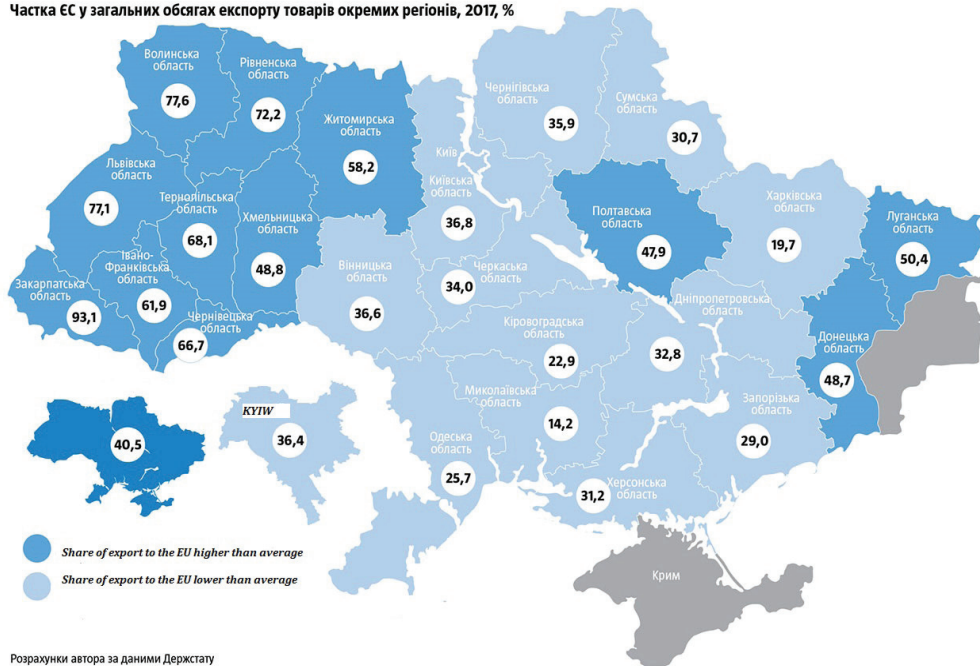 Частка ЄС у загальних обсягах експорту товарів окремих регіонів, 2017, %
Волинська
область
77,6
Рівненська
область
72,2
Житомирська
область
58,2
Чернігівська
область
35,9
Сумська
область
30,7
Київ
Київська
область
36,8
Львівська
область
77,1
Тернопільська
область
68,1
Хмельницька
область
48,8
Полтавська
область
47,9
Харківська
область
19,7
Луганська
область
50,4
Закарпатська
область
93,1
Івано-
Франківська
область
61,9
Чернівецька
область
66,7
Вінницька
область
36,6
Черкаська
область
34,0
Кіровоградська
область
22,9
Дніпропетровська
область
32,8
Донецька
область
48,7
Миколаївська
область
14,2
Запорізька
область
29,0
Одеська
область
25,7
Херсонська
область
31,2
Крим
40,5
KYIW
36,4
Share of export to the EU higher than average
Share of export to the EU lower than average
Розрахунки автора за даними Держстату